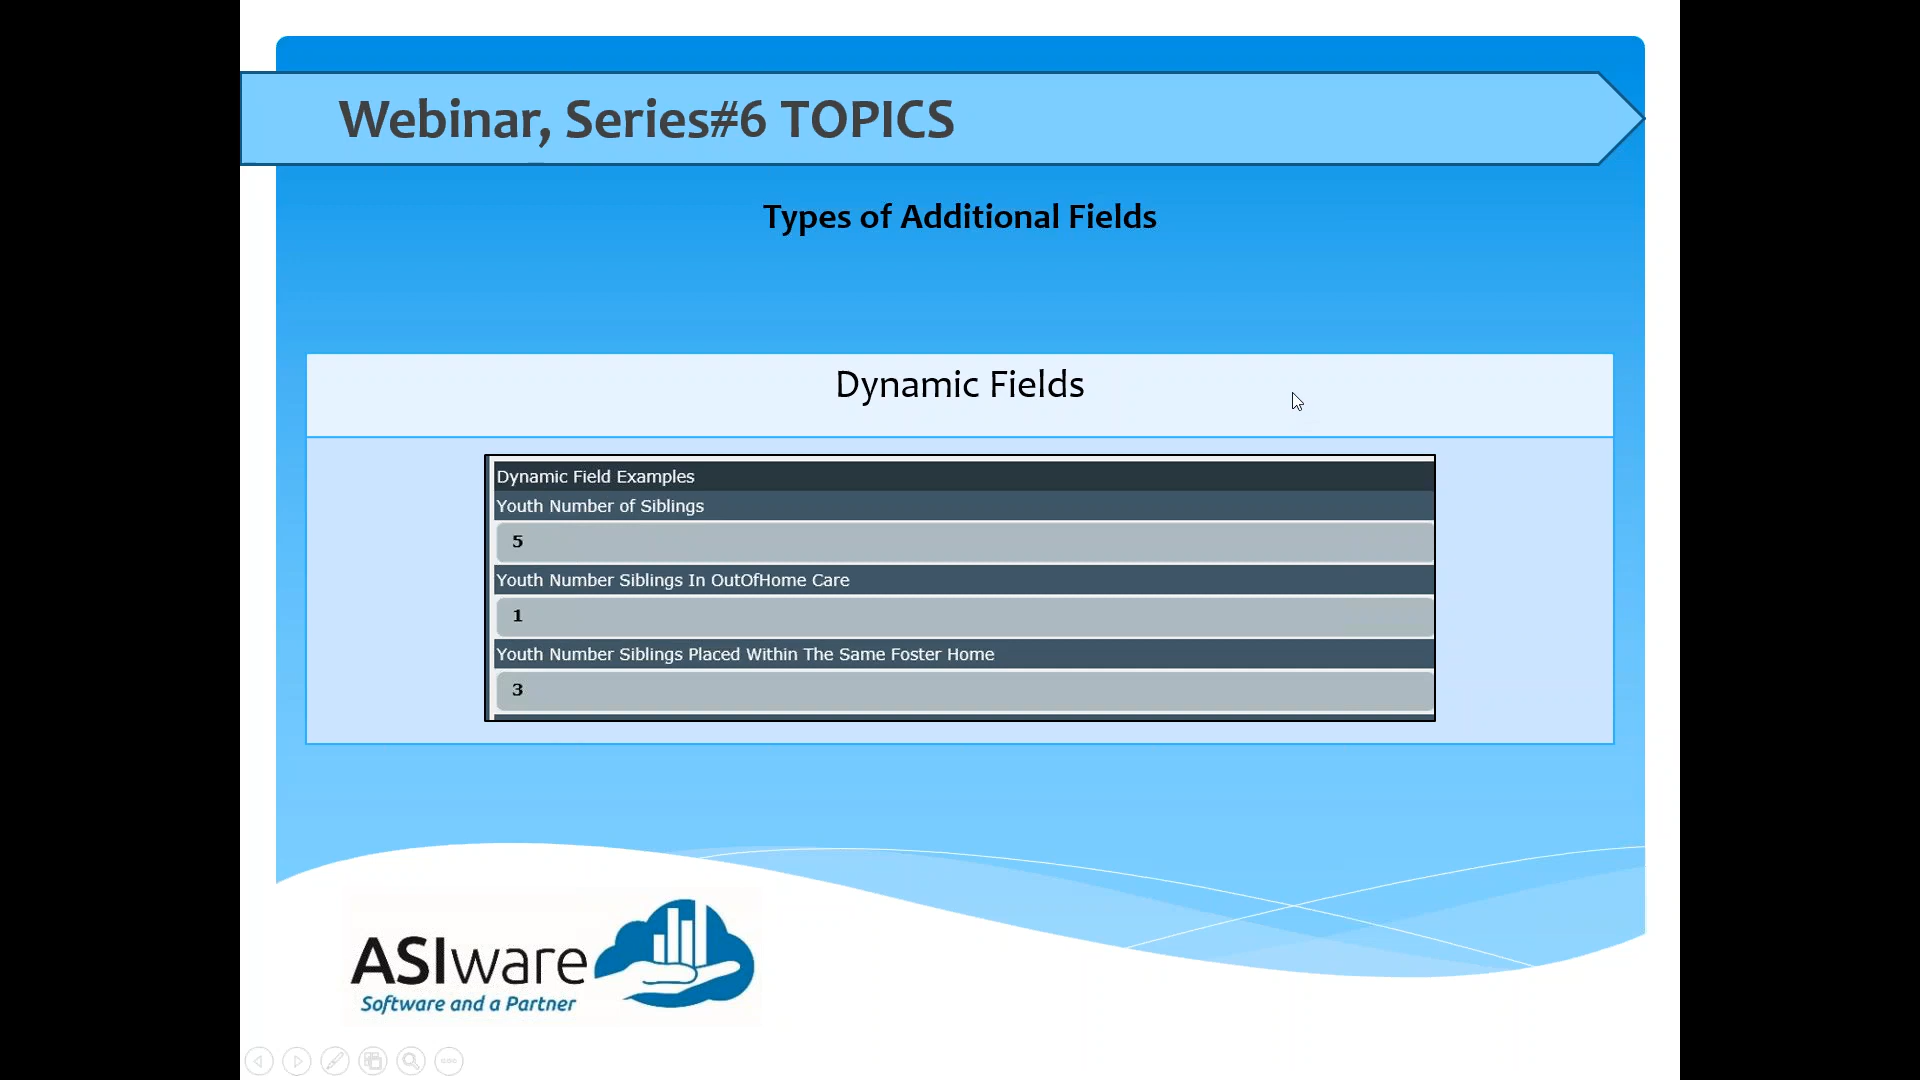 Webinar, Series#6 TOPICS
Types of Additional Fields
Dynamic Fields
Dynamic Field Examples
Youth Number of Siblings
5
Youth Number Siblings In OutOfHome Care
1
Youth Number Siblings Placed Within The Same Foster Home
3
ASIware
Software and a Partner